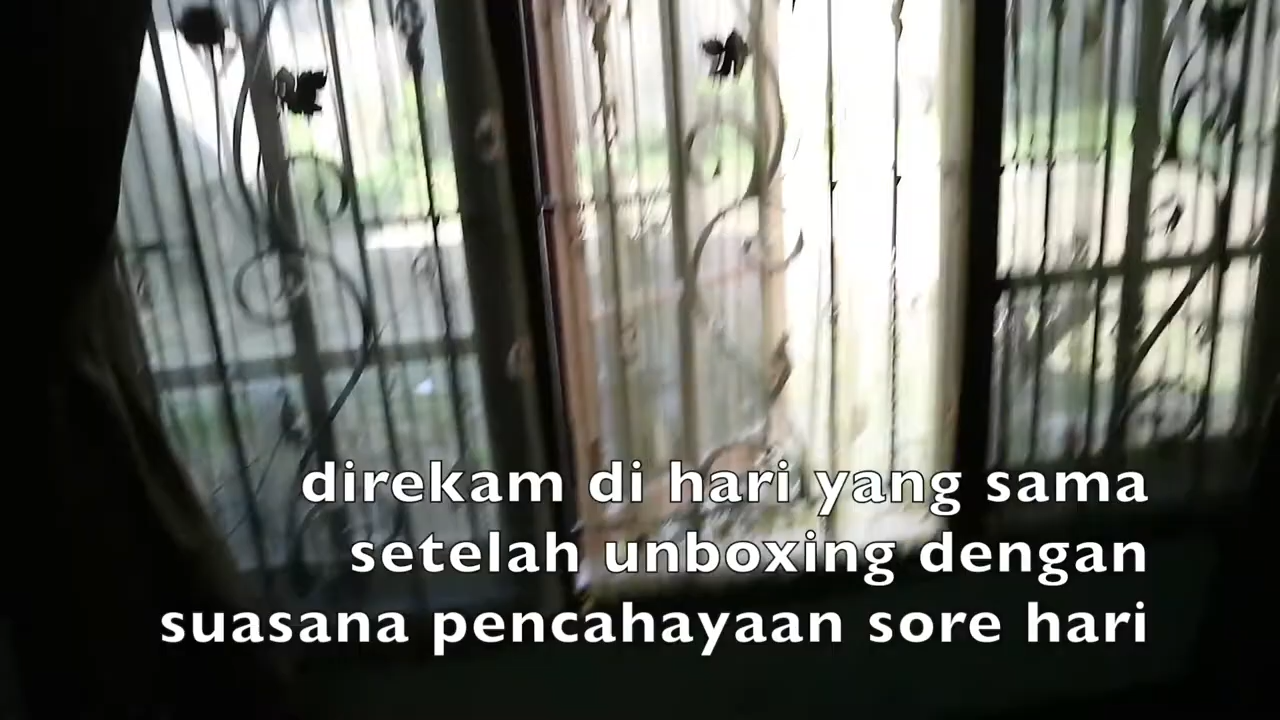 direkam di hari yang sama
setelah unboxing dengan
suasana pencahayaan sore hari